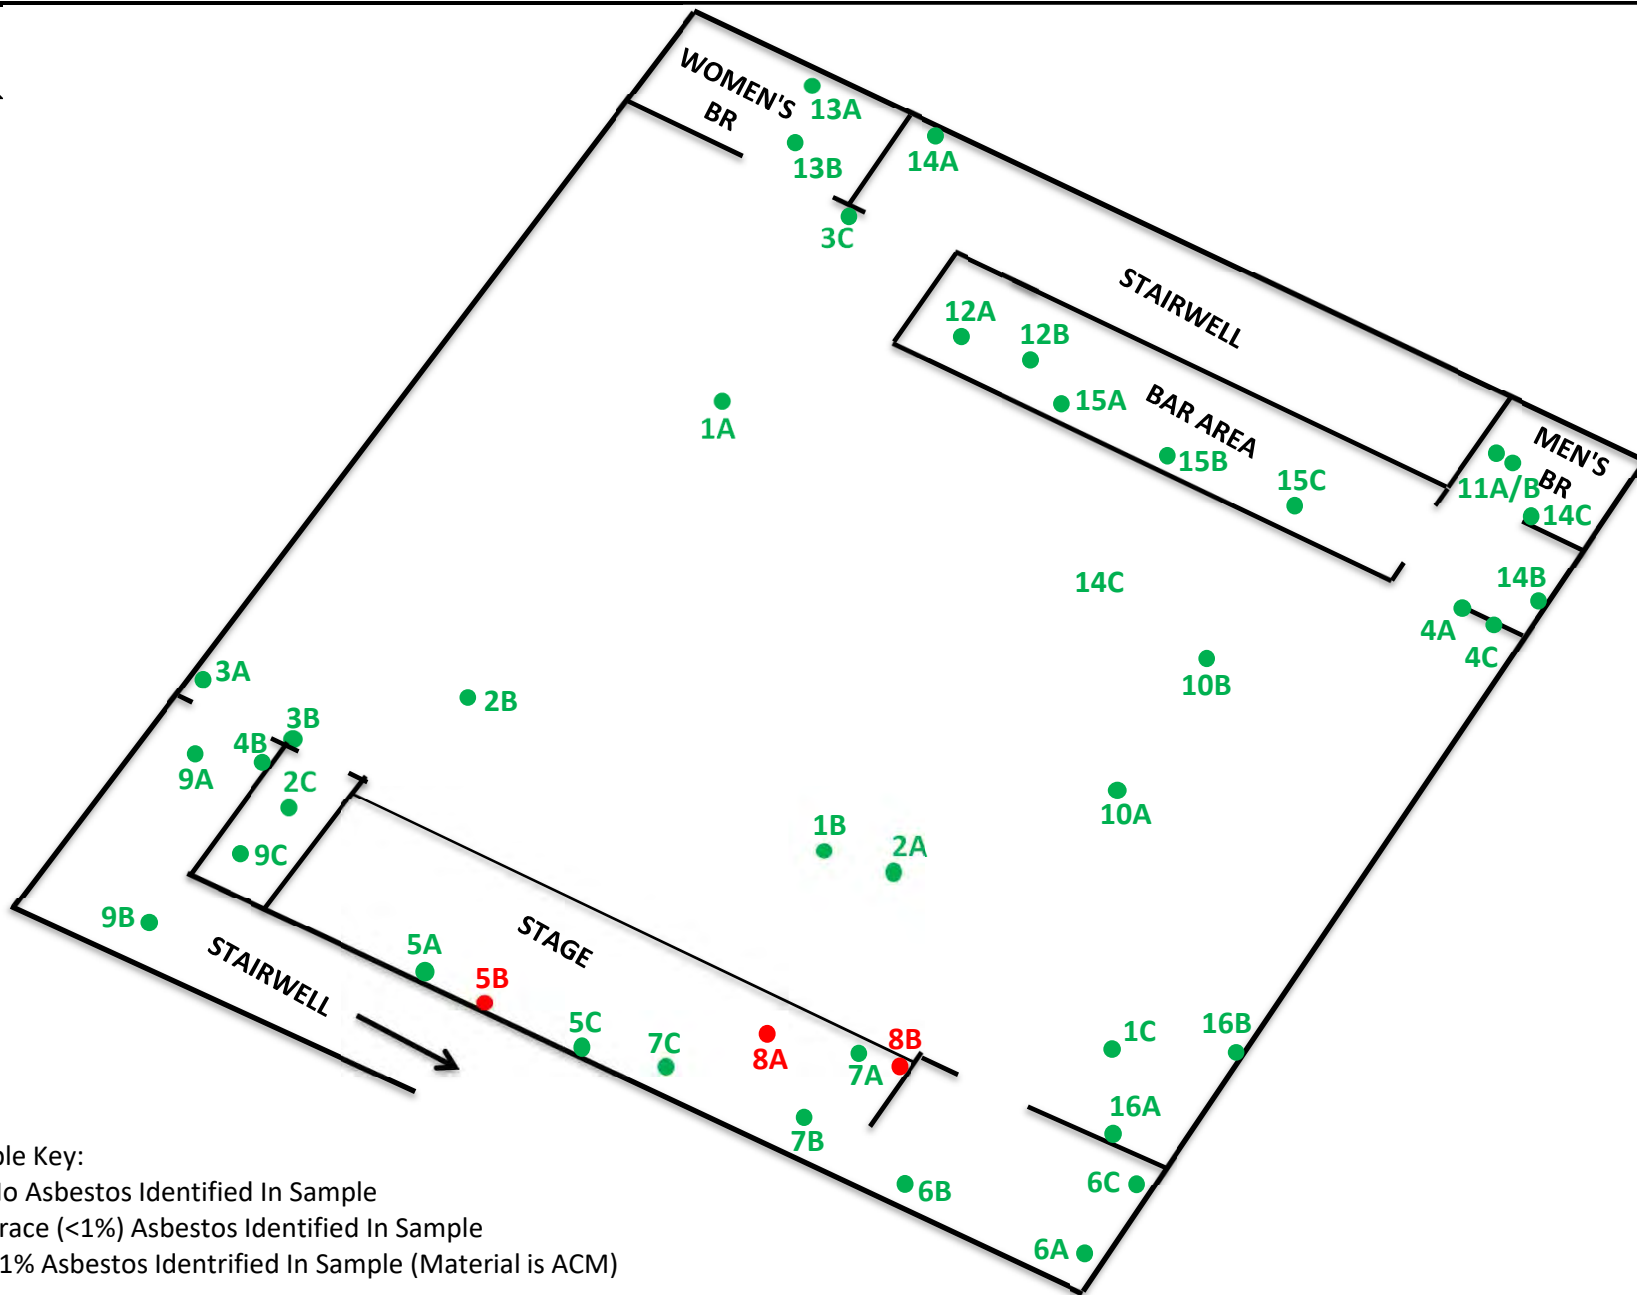 WOMEN'S
BR
13A
13B
14A
3C
STAIRWELL
12A
12B
15A
BAR AREA
15B
15C
MEN'S
BR
11A/B
14C
1A
14C
14B
4A
4C
10B
3A
2B
3B
4B
9A
2C
10A
1B
2A
9C
9B
STAIRWELL
5A
STAGE
5B
5C
7C
8A
8B
7A
1C
16B
16A
7B
6B
6C
6A
ple Key:
No Asbestos Identified In Sample
race (<1%) Asbestos Identified In Sample
1% Asbestos Identrified In Sample (Material is ACM)